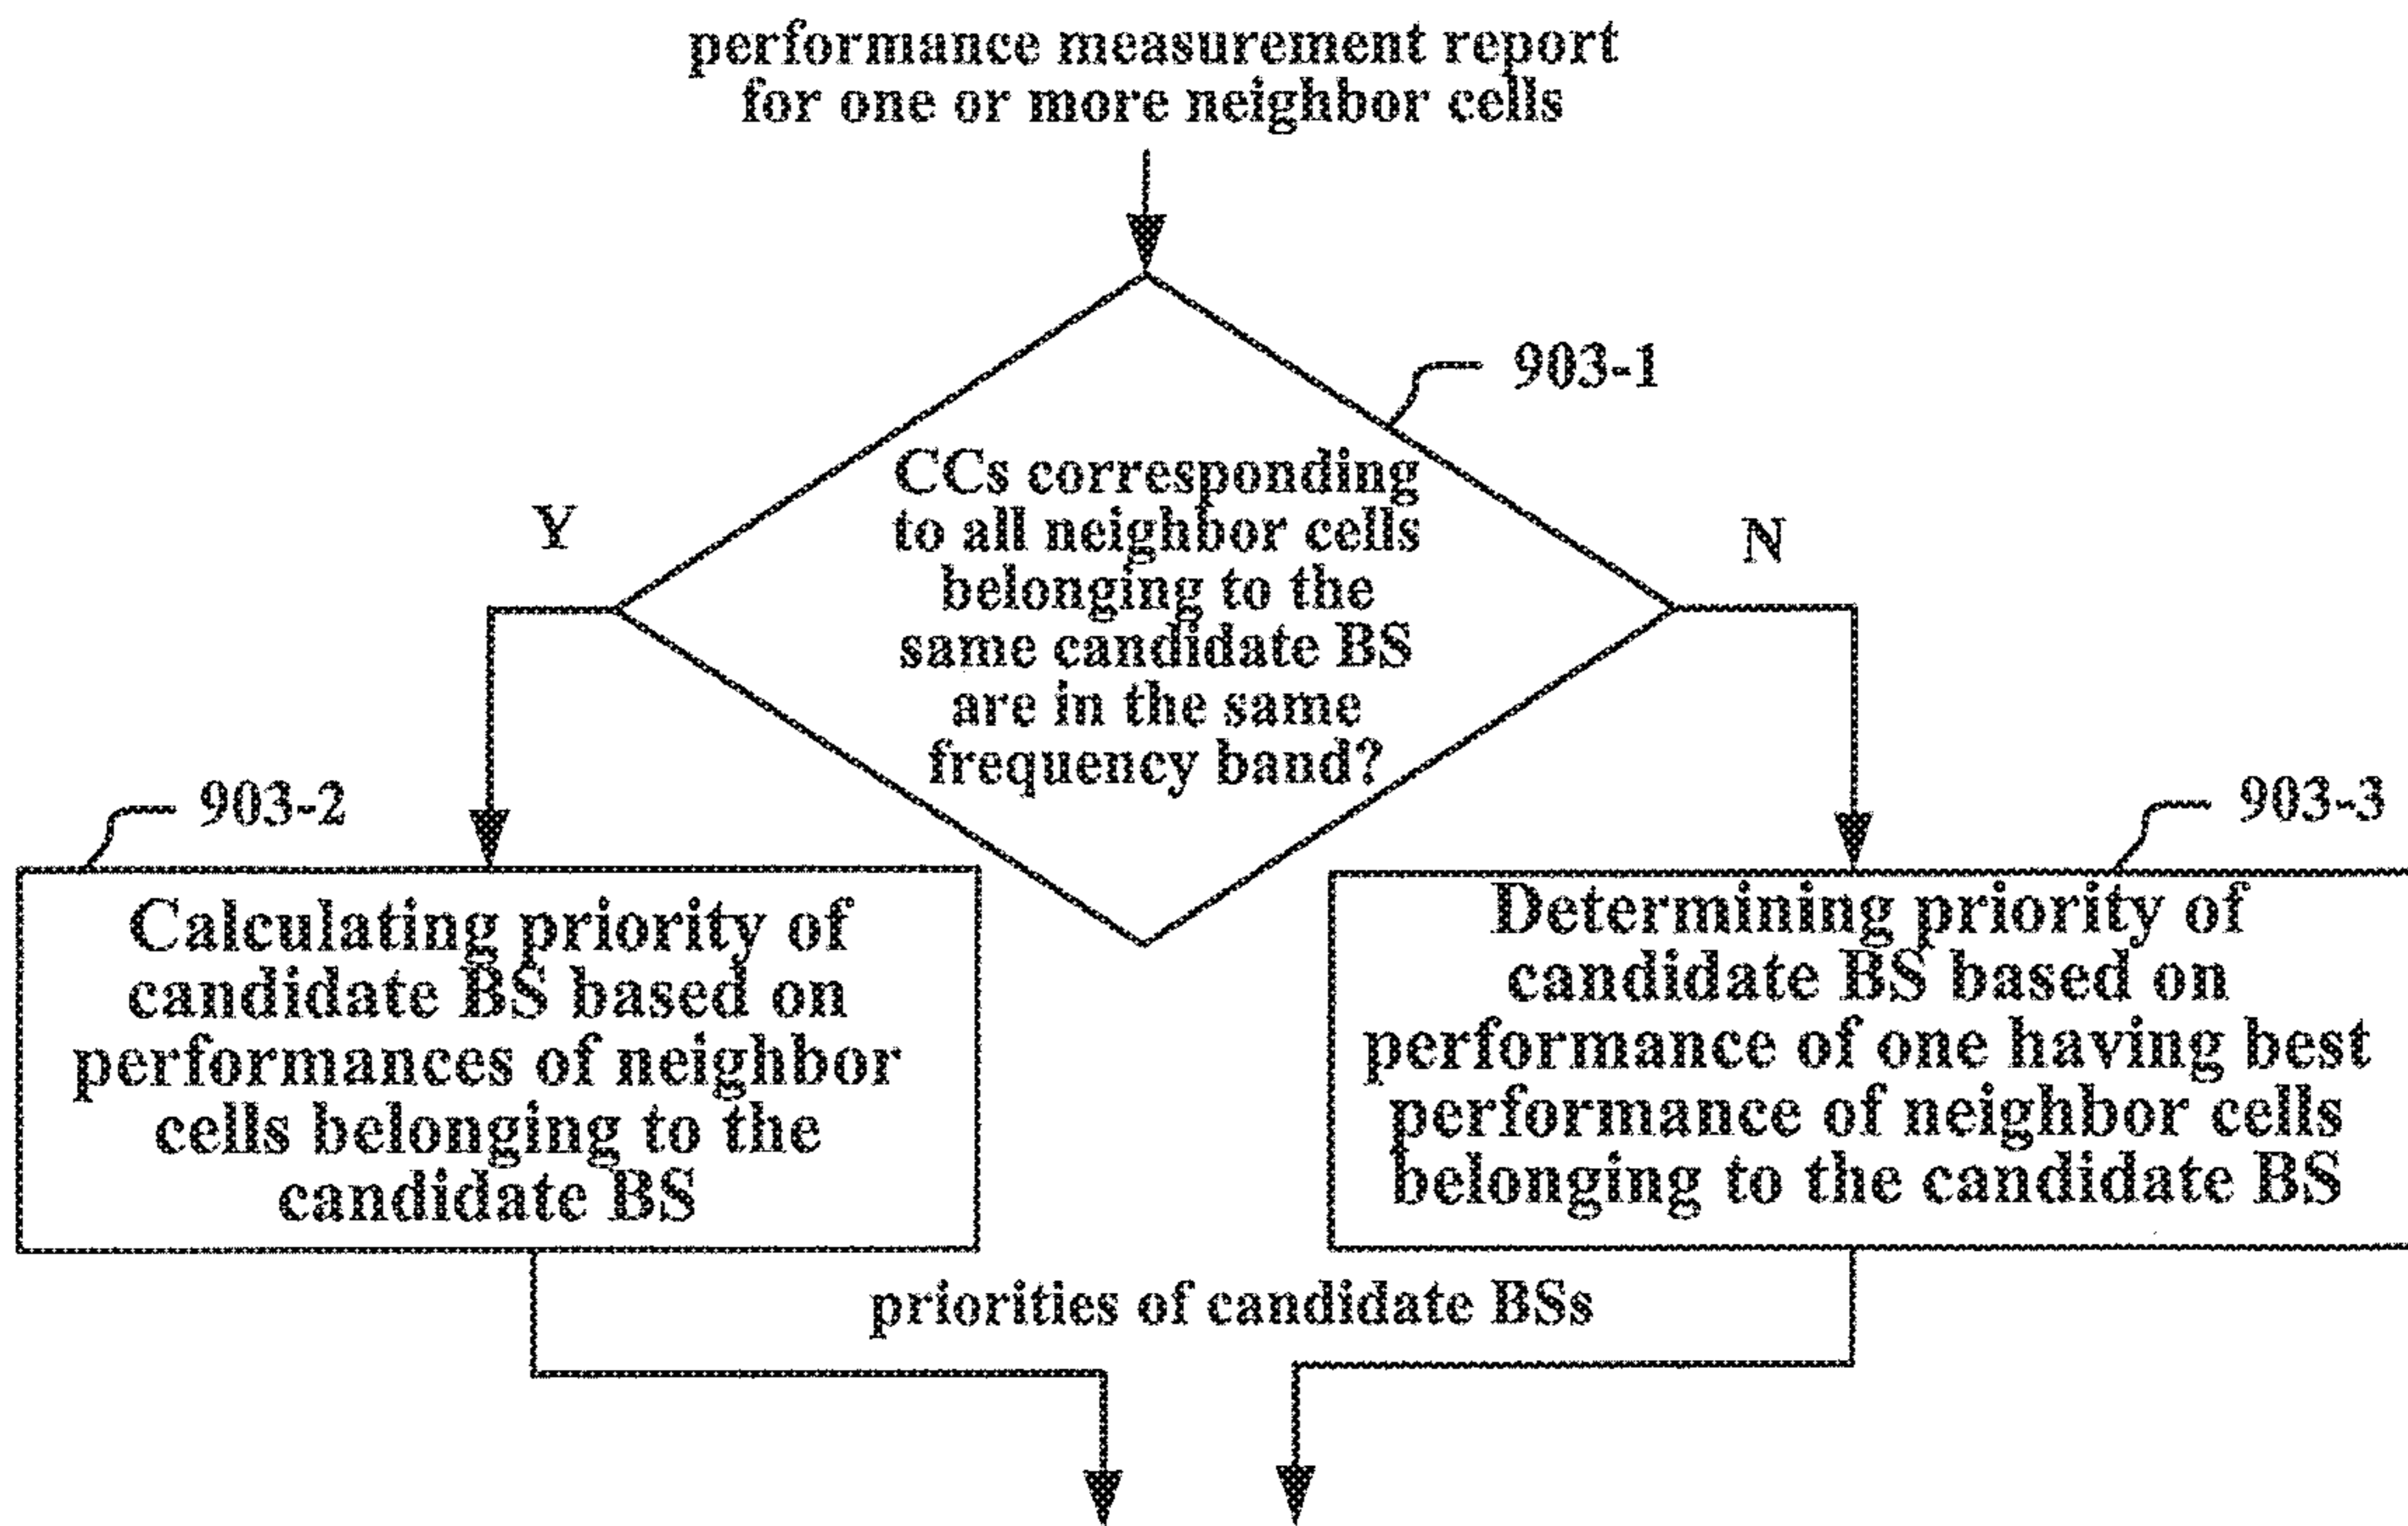 performance measurement report
for one or more neighbor cells
903-1
CCs corresponding
to all neighbor cells
belonging to the
same candidate BS
are in the same
frequency band?
Y
N
903-2
Calculating priority of
candidate BS based on
performances of neighbor
cells belonging to the
candidate BS
903-3
Determining priority of
candidate BS based on
performance of one having best
performance of neighbor cells
belonging to the candidate BS
priorities of candidate BSs